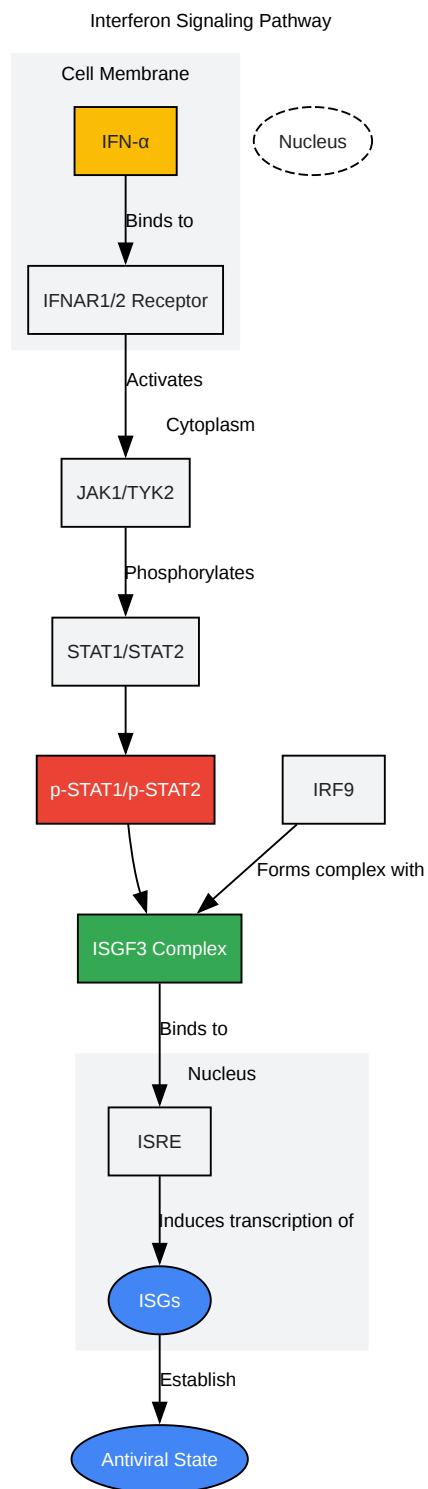 Interferon Signaling Pathway
Cell Membrane
IFN-α
Nucleus
Binds to
IFNAR1/2 Receptor
Activates
Cytoplasm
JAK1/TYK2
Phosphorylates
STAT1/STAT2
p-STAT1/p-STAT2
IRF9
Forms complex with
ISGF3 Complex
Binds to
Nucleus
ISRE
Induces transcription of
ISGs
Establish
Antiviral State